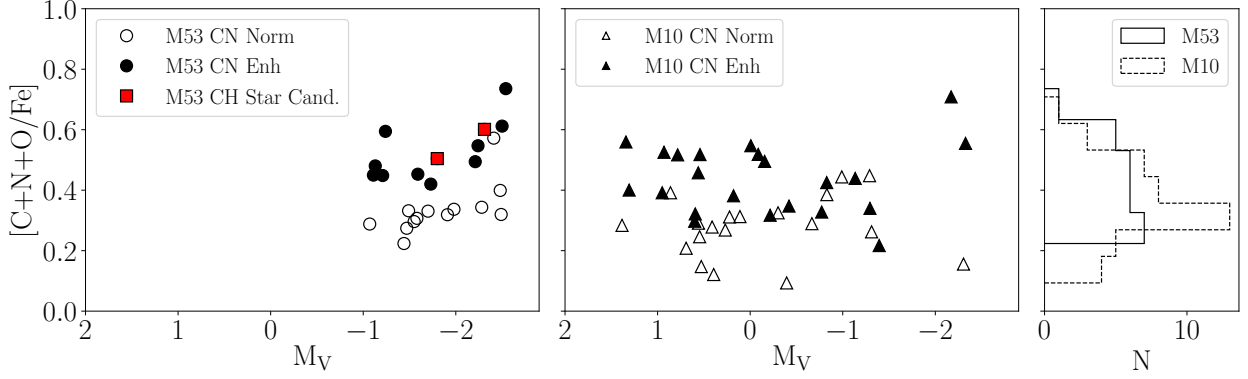 [C+N+O/Fe]
1.0
0.8
0.6
0.4
0.2
0.0
M53 CN Norm
M53 CN Enh
M53 CH Star Cand.
2 1 0 −1 −2
M_V
M10 CN Norm
M10 CN Enh
2 1 0 −1 −2
M_V
M53
M10
0 10
N